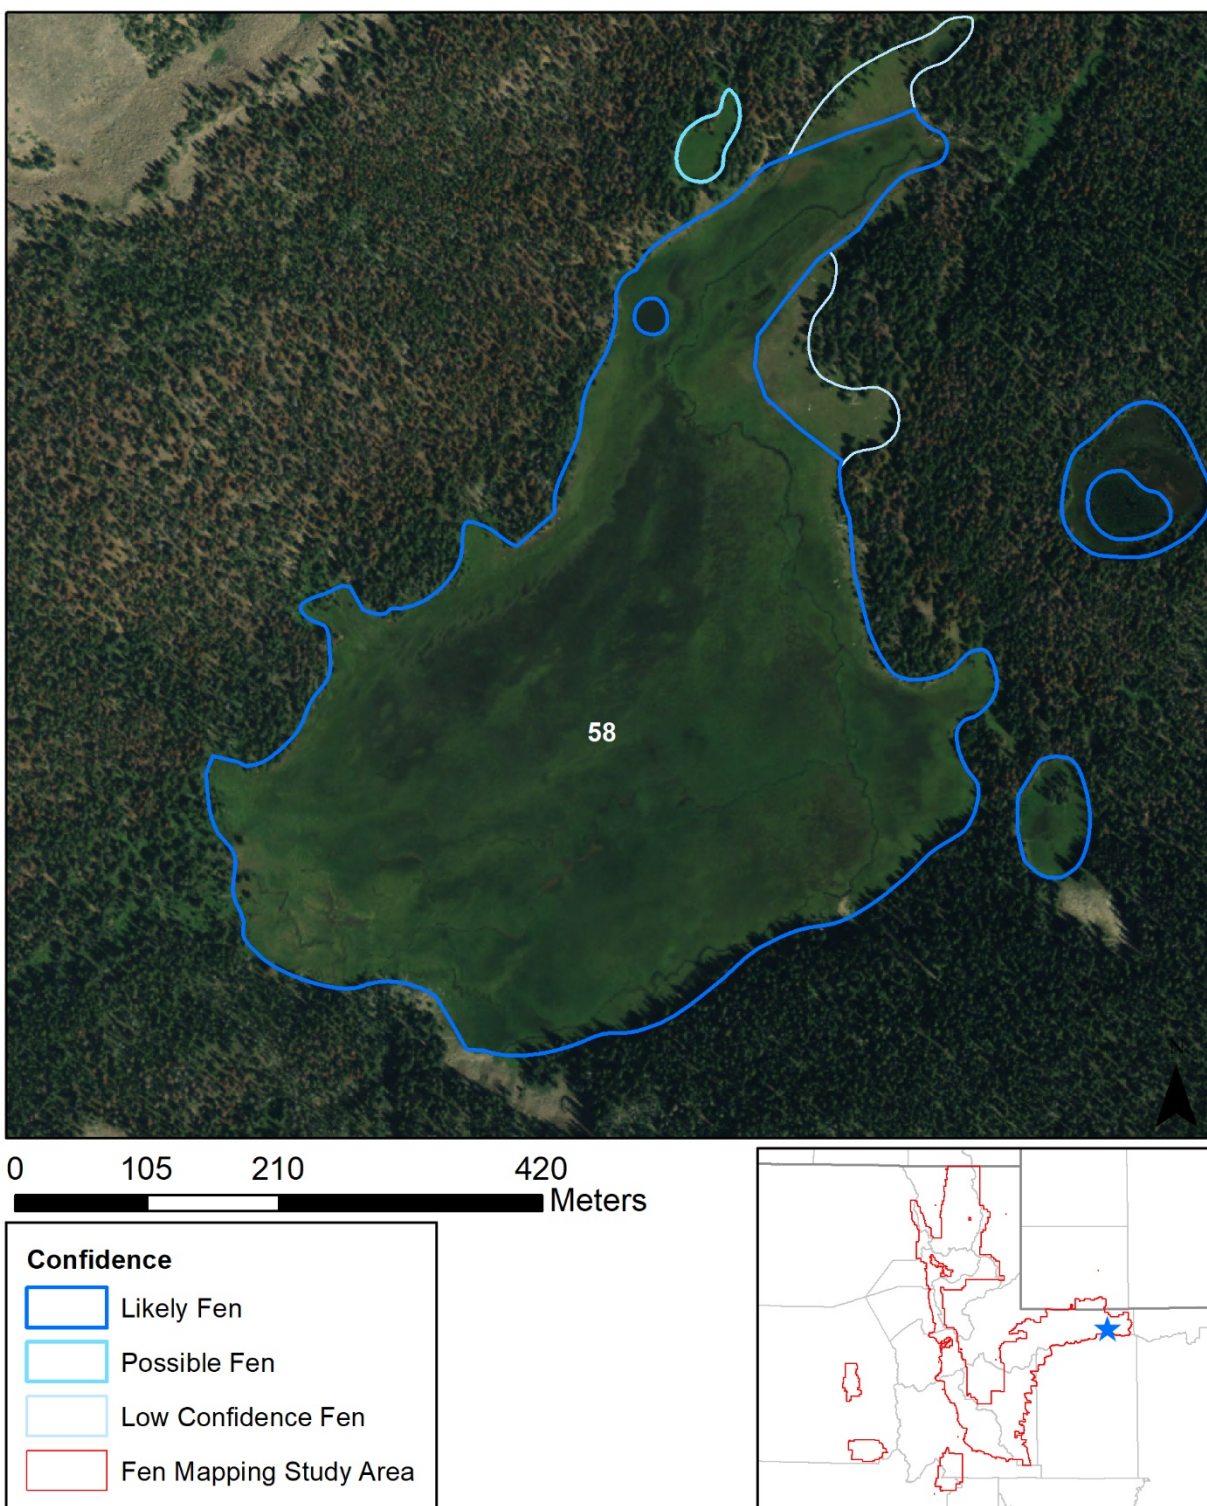 58
0 105 210 420
Meters
Confidence
Likely Fen
Possible Fen
Low Confidence Fen
Fen Mapping Study Area